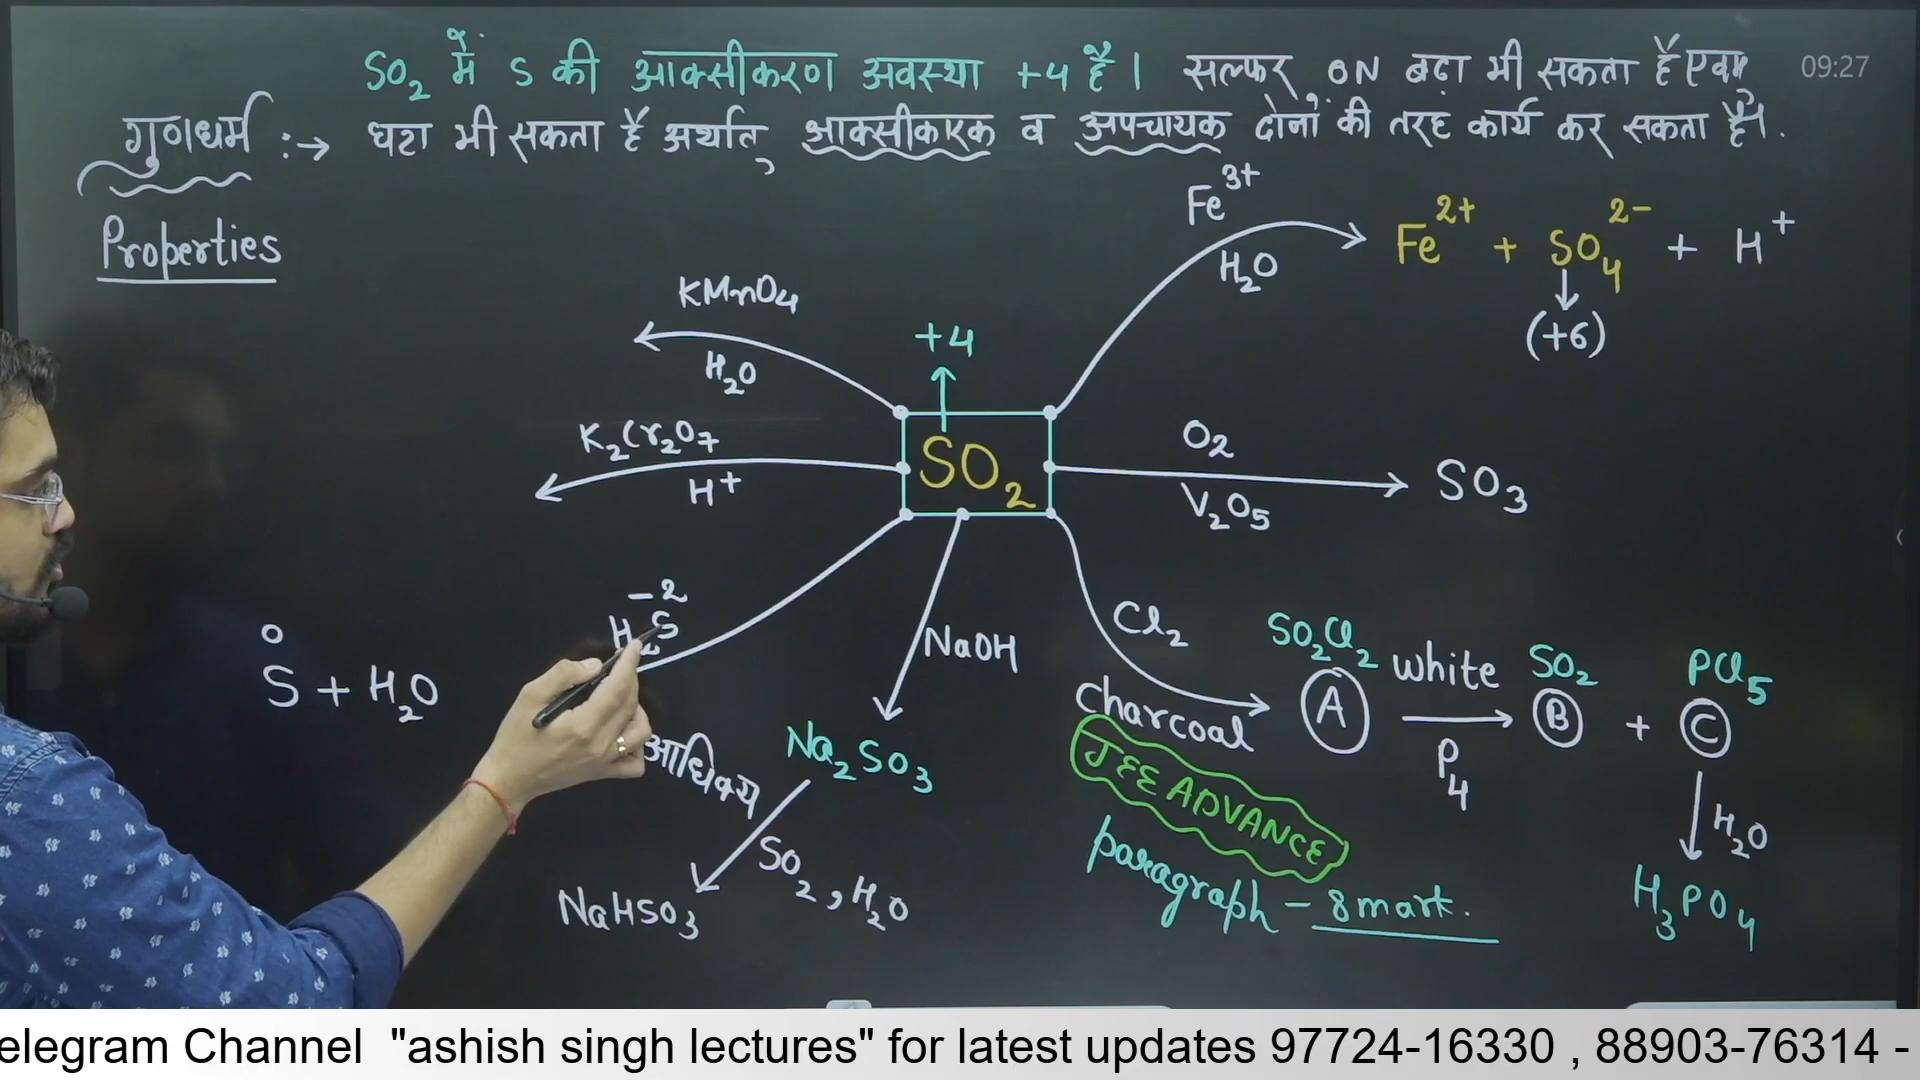 SO2 में S की आक्सीकरण अवस्था +4 है। सल्फर ON बढ़ा भी सकता है एवम
09:27
गुणधर्म :→ घटा भी सकता है अर्थात, आक्सीकारक व अपचायक दोनों की तरह कार्य कर सकता है।
Properties
Fe3+
H2O
Fe2+ + SO42- + H+
(+6)
KMnO4
H2O
+4
K2Cr2O7
H+
SO2
O2
V2O5
SO3
-2
H2S
0
S + H2O
NaOH
Cl2
charcoal
SO2Cl2 white SO2 PCl5
A P4 B + C
आधिक्य
Na2SO3
JEE ADVANCE
H2O
SO2, H2O
NaHSO3
paragraph - 8 mark.
H3PO4
elegram Channel "ashish singh lectures" for latest updates 97724-16330 , 88903-76314 -